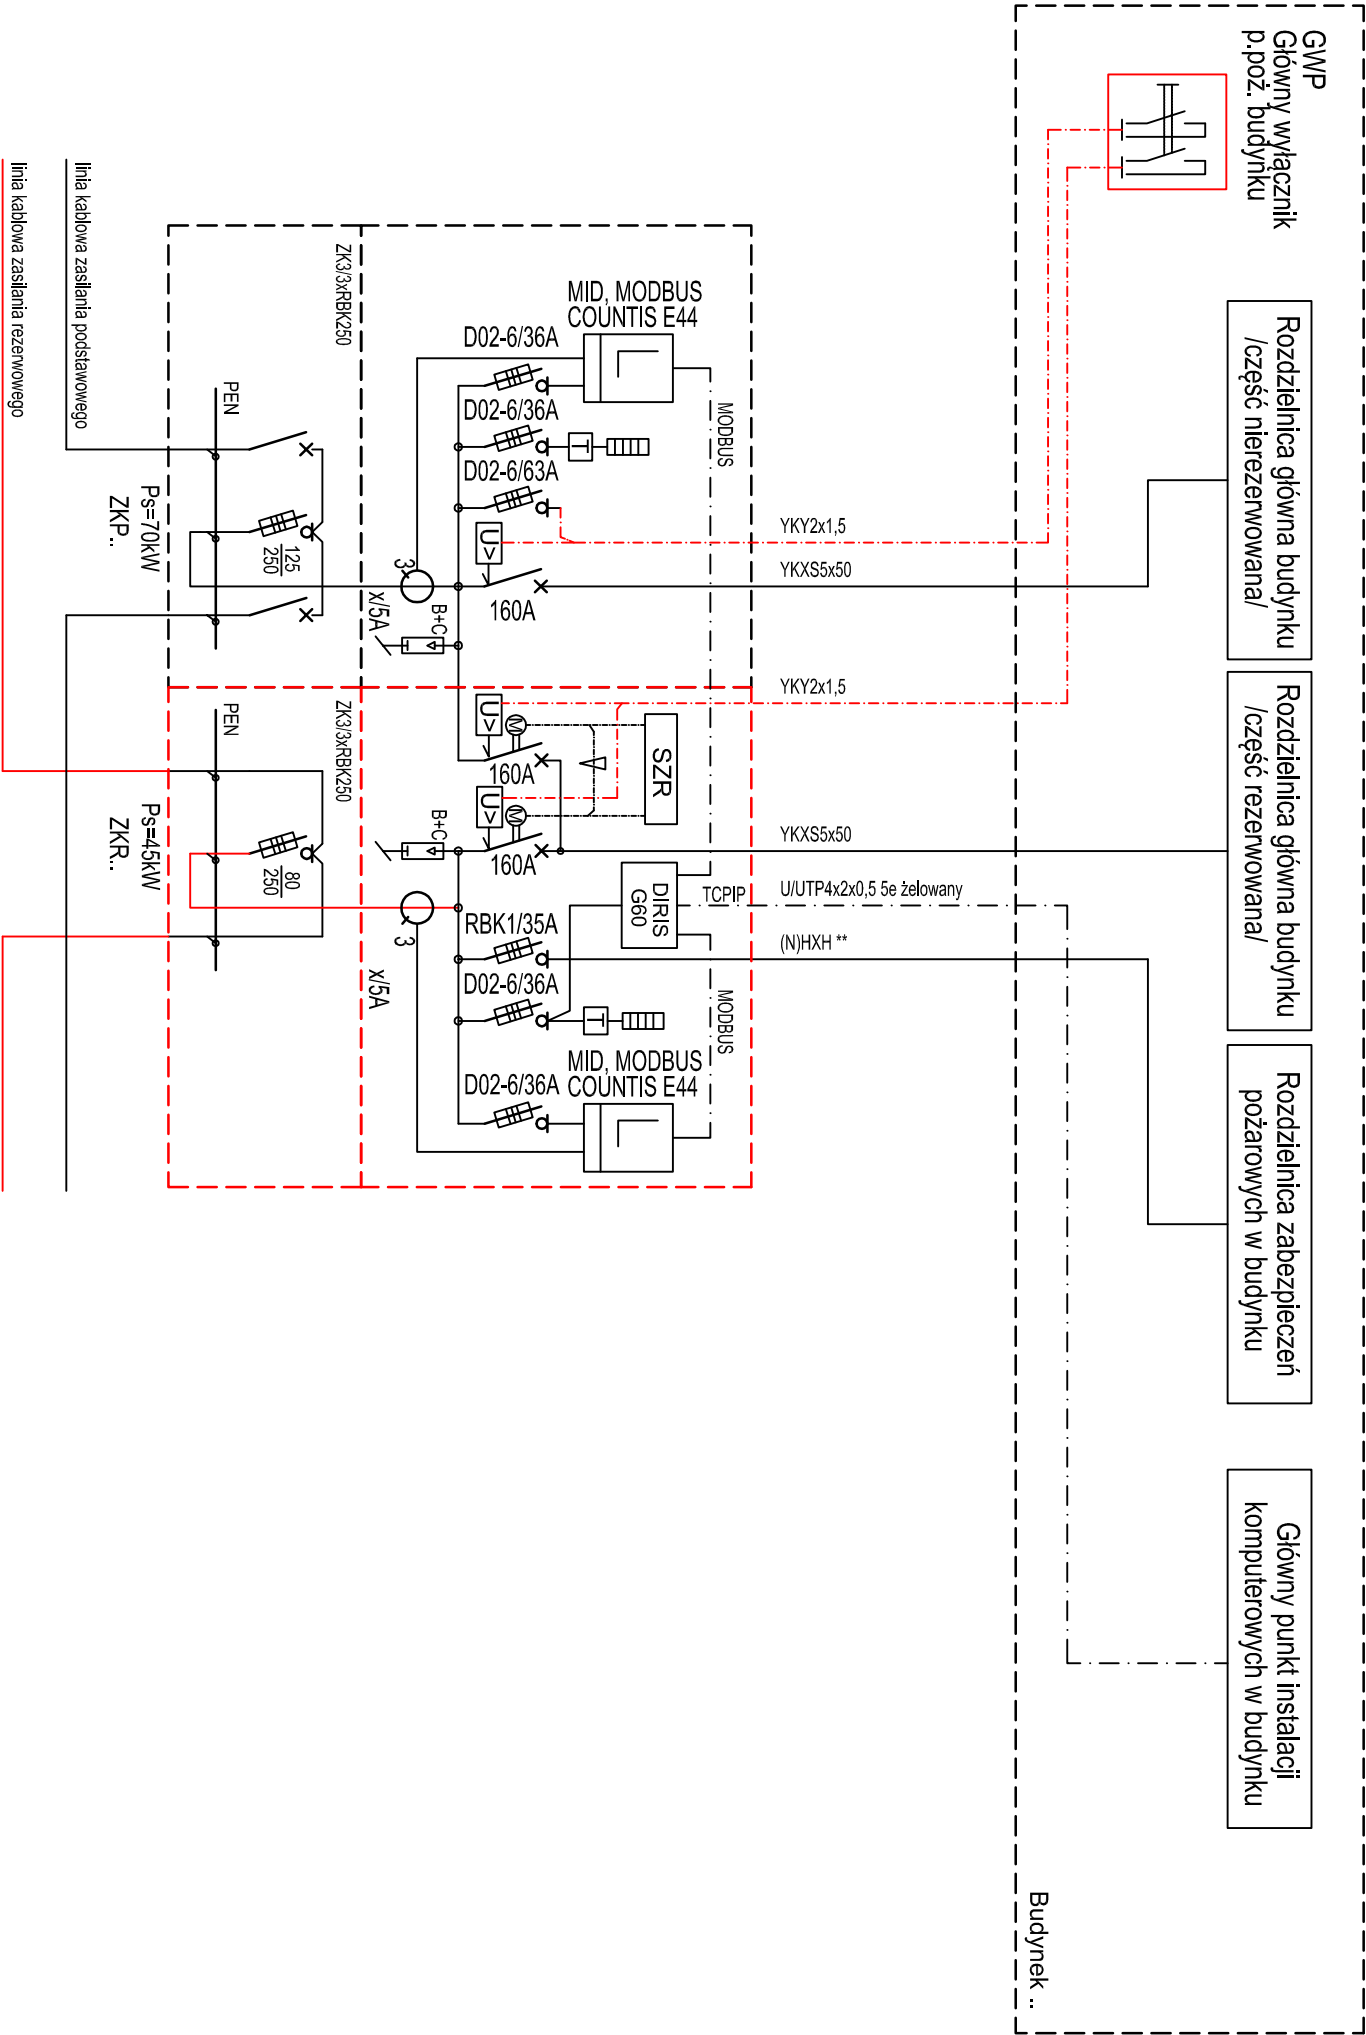 GWP
Główny wyłącznik
p.poż. budynku
Rozdzielnica główna budynku
/część nierezerwowana/
Rozdzielnica główna budynku
/część rezerwowana/
Rozdzielnica zabezpieczeń
pożarowych w budynku
Główny punkt instalacji
komputerowych w budynku
Budynek ..
YKY2x1,5
YKXS5x50
YKY2x1,5
YKXS5x50
U/UTP4x2x0,5 5e żelowany
(N)HXH **
MODBUS
TCPIP
MODBUS
MID, MODBUS
COUNTIS E44
D02-6/36A
D02-6/36A
T
D02-6/63A
U>
160A
3
x/5A
B+C
SZR
U>
M
160A
U>
M
160A
B+C
DIRIS
G60
3
x/5A
RBK1/35A
D02-6/36A
T
MID, MODBUS
COUNTIS E44
D02-6/36A
ZK3/3xRBK250
PEN
125
250
Ps=70kW
ZKP..
ZK3/3xRBK250
PEN
80
250
Ps=45kW
ZKR..
linia kablowa zasilania podstawowego
linia kablowa zasilania rezerwowego